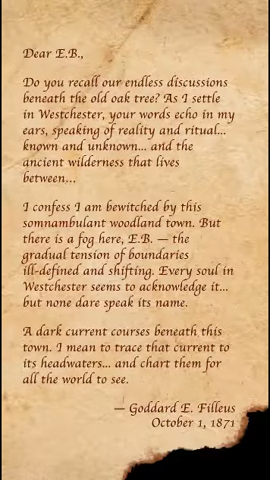 Dear E.B.,
Do you recall our endless discussions
beneath the old oak tree? As I settle
in Westchester, your words echo in my
ears, speaking of reality and ritual...
known and unknown... and the
ancient wilderness that lives
between...
I confess I am bewitched by this
somnambulant woodland town. But
there is a fog here, E.B. — the
gradual tension of boundaries
ill-defined and shifting. Every soul in
Westchester seems to acknowledge it...
but none dare speak its name.
A dark current courses beneath this
town. I mean to trace that current to
its headwaters... and chart them for
all the world to see.
— Goddard E. Filleus
October 1, 1871